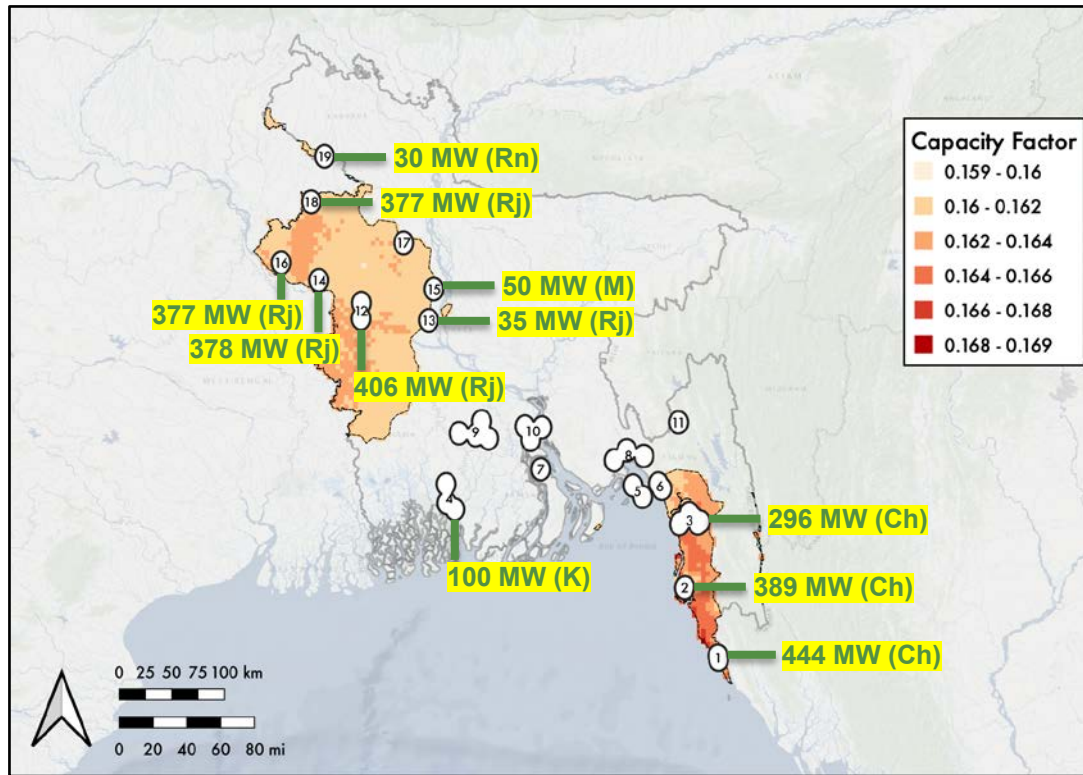 19
30 MW (Rn)
18
377 MW (Rj)
17
16
14
15
50 MW (M)
12
13
35 MW (Rj)
377 MW (Rj)
378 MW (Rj)
406 MW (Rj)
Capacity Factor
0.159 - 0.16
0.16 - 0.162
0.162 - 0.164
0.164 - 0.166
0.166 - 0.168
0.168 - 0.169
11
9
10
8
7
6
5
4
3
296 MW (Ch)
100 MW (K)
2
389 MW (Ch)
1
444 MW (Ch)
0 25 50 75 100 km
0 20 40 60 80 mi
WEST BENGAL
ASSAM